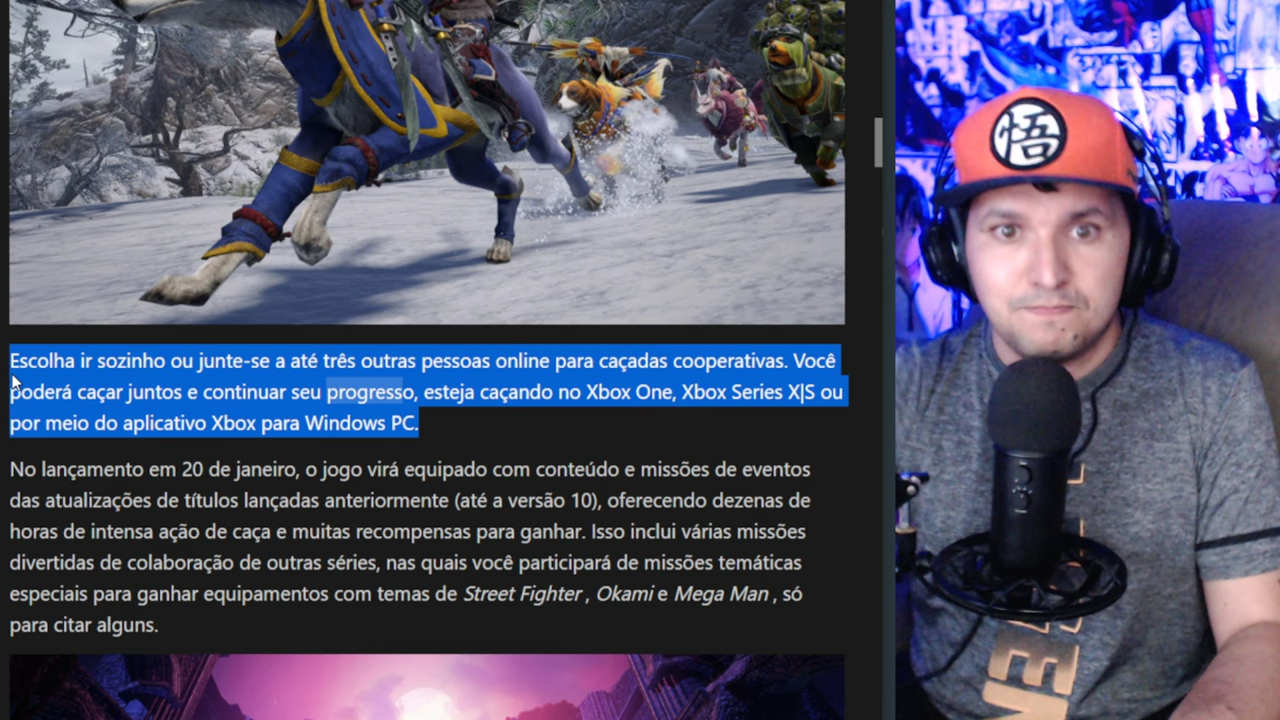 Escolha ir sozinho ou junte-se a até três outras pessoas online para caçadas cooperativas. Você
poderá caçar juntos e continuar seu progresso, esteja caçando no Xbox One, Xbox Series X|S ou
por meio do aplicativo Xbox para Windows PC.
No lançamento em 20 de janeiro, o jogo virá equipado com conteúdo e missões de eventos
das atualizações de títulos lançadas anteriormente (até a versão 10), oferecendo dezenas de
horas de intensa ação de caça e muitas recompensas para ganhar. Isso inclui várias missões
divertidas de colaboração de outras séries, nas quais você participará de missões temáticas
especiais para ganhar equipamentos com temas de Street Fighter , Okami e Mega Man , só
para citar alguns.
悟